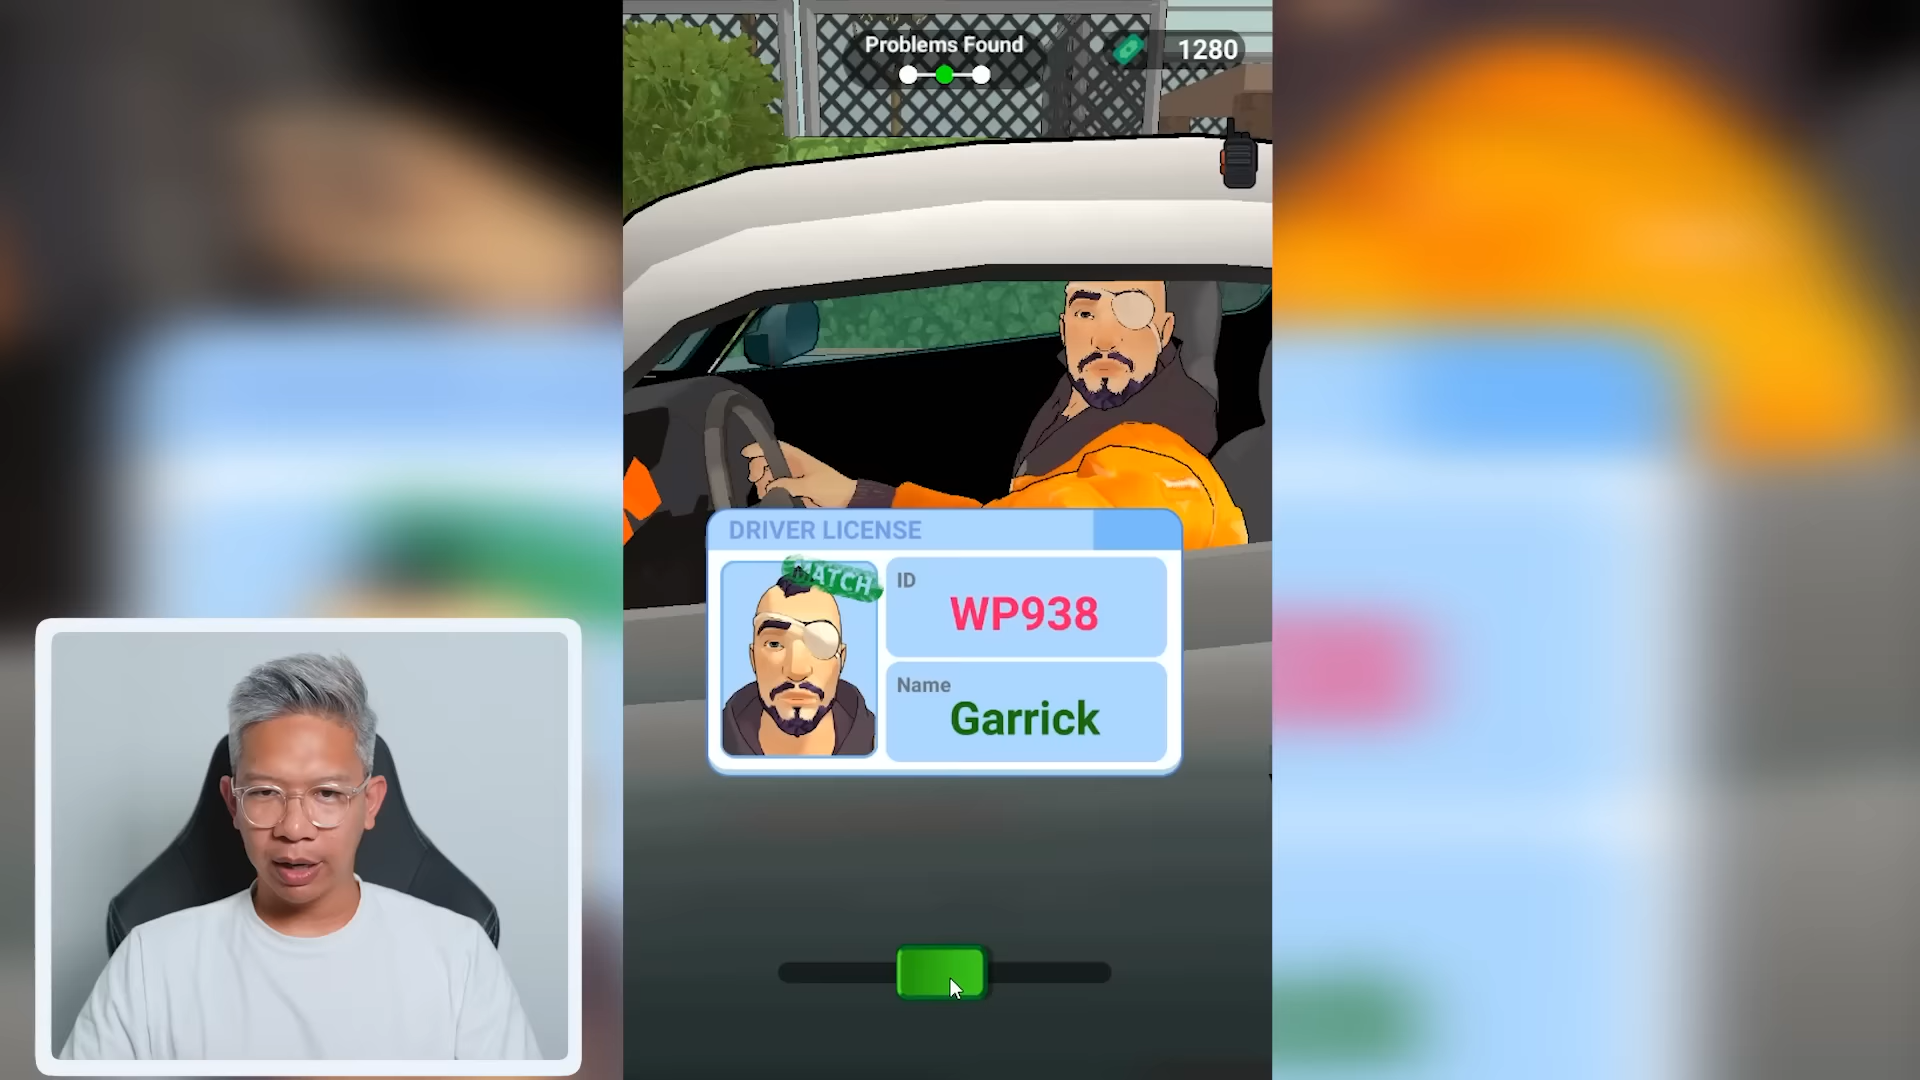 Problems Found
1280
DRIVER LICENSE
MATCH
ID
WP938
Name
Garrick